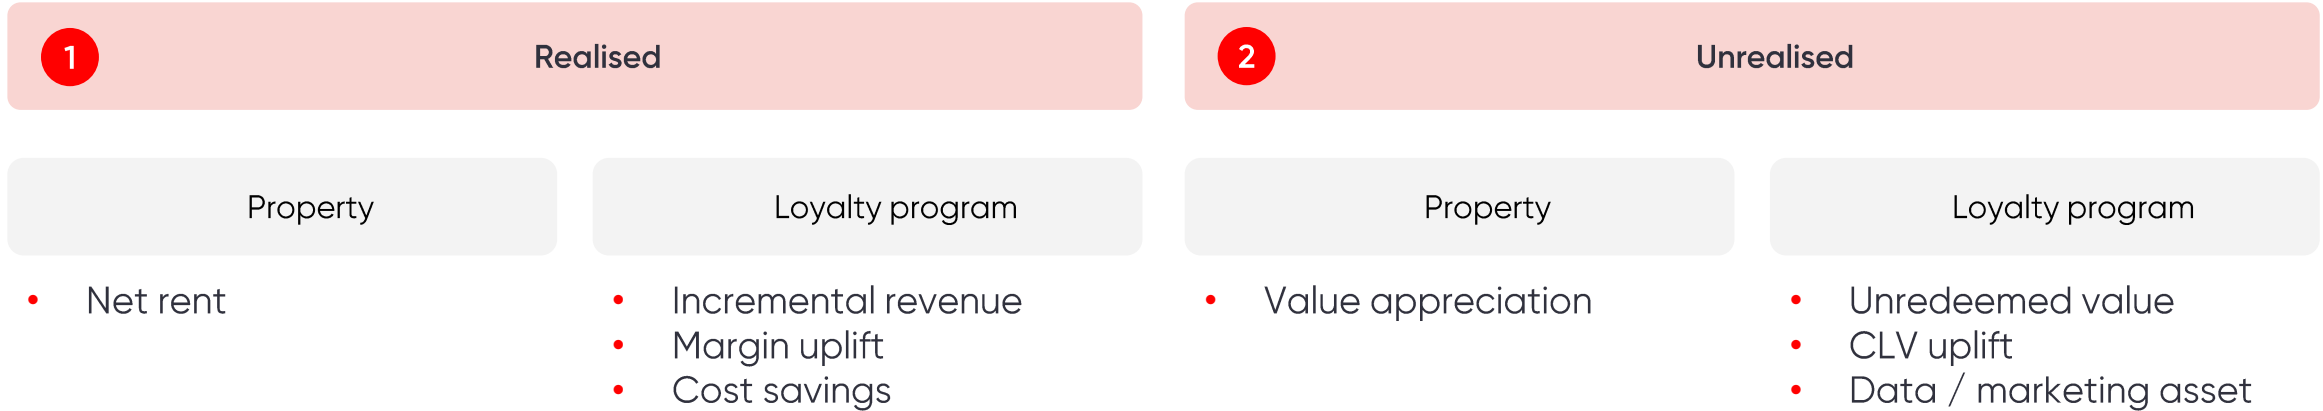 1
Realised
Property
• Net rent
Loyalty program
• Incremental revenue
• Margin uplift
• Cost savings
2
Unrealised
Property
• Value appreciation
Loyalty program
• Unredeemed value
• CLV uplift
• Data / marketing asset